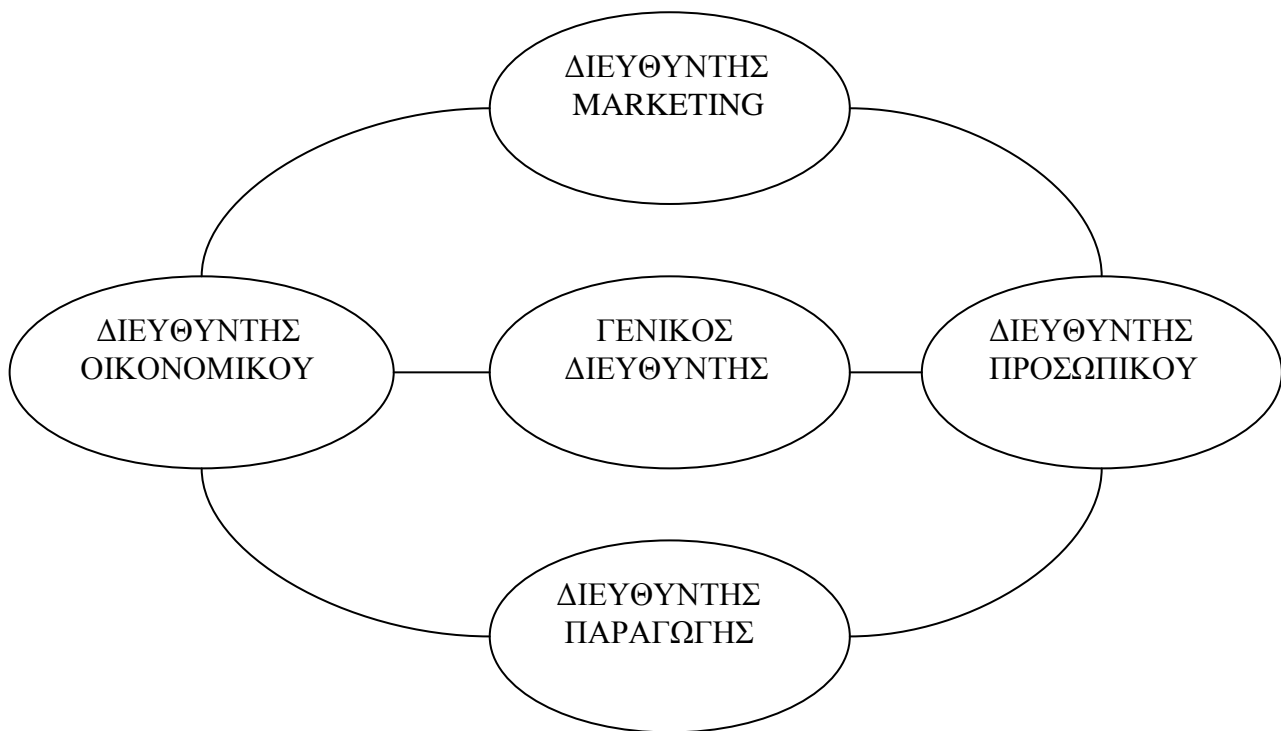 ΔΙΕΥΘΥΝΤΗΣ
MARKETING
ΔΙΕΥΘΥΝΤΗΣ
ΟΙΚΟΝΟΜΙΚΟΥ
ΓΕΝΙΚΟΣ
ΔΙΕΥΘΥΝΤΗΣ
ΔΙΕΥΘΥΝΤΗΣ
ΠΡΟΣΩΠΙΚΟΥ
ΔΙΕΥΘΥΝΤΗΣ
ΠΑΡΑΓΩΓΗΣ